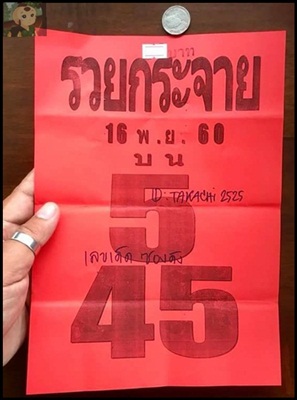 รวยกระจาย
16 พ.ย. 60
บน
5
ID: TAKACHI 2525
เลขเด็ด ซองดัง
45